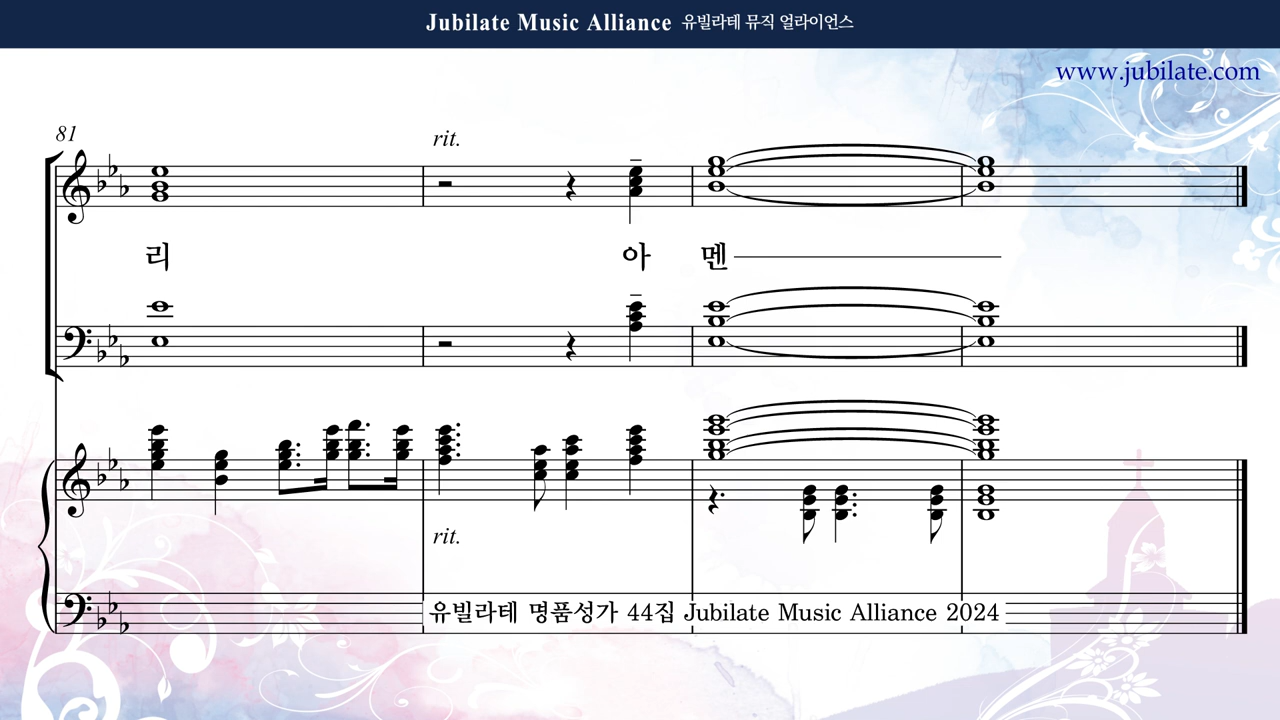 Jubilate Music Alliance 유빌라테 뮤직 얼라이언스
www.jubilate.com
81
rit.
리 아 멘
rit.
유빌라테 명품성가 44집 Jubilate Music Alliance 2024